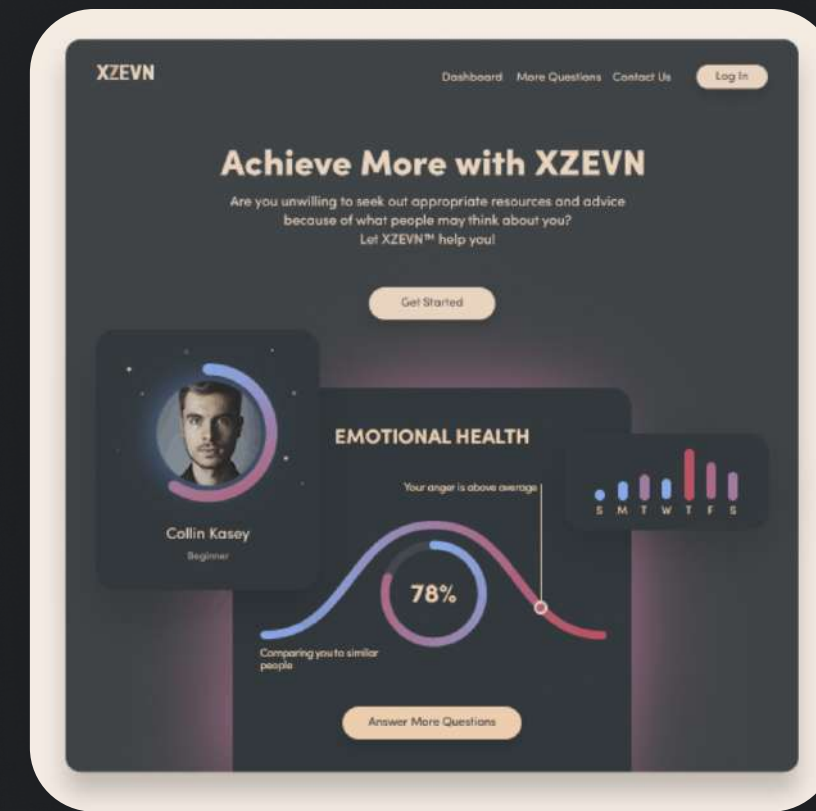 XZEVN
Dashboard More Questions Contact Us Log In
Achieve More with XZEVN
Are you unwilling to seek out appropriate resources and advice
because of what people may think about you?
Let XZEVN™ help you!
Get Started
EMOTIONAL HEALTH
Your anger is above average
S M T W T F S
Collin Kasey
Beginner
78%
Comparing you to similar
people
Answer More Questions